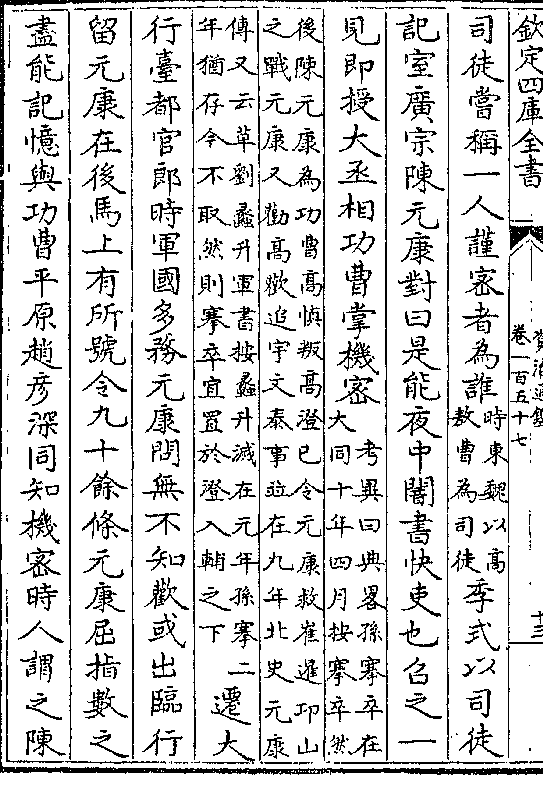 欽定四庫全書
資治通鑑
卷一百五十七
十三
司徒嘗稱一人謹密者為誰時東魏以高敖曹為司徒季式以司徒
記室廣宗陳元康對曰是能夜中闇書快吏也召之一
見即授大丞相功曹掌機密考異曰典畧孫搴卒在大同十年四月按搴卒然
後陳元康為功曹高慎叛高澄已令元康救崔暹邙山
之戰元康又勸高歡追宇文泰事並在九年北史元康
傳又云草劉蠡升軍書按蠡升滅在元年孫搴二
年猶存今不取然則搴卒宜置於澄入輔之下遷大
行臺都官郎時軍國多務元康問無不知歡或出臨行
留元康在後馬上有所號令九十餘條元康屈指數之
盡能記憶與功曹平原趙彦深同知機密時人謂之陳